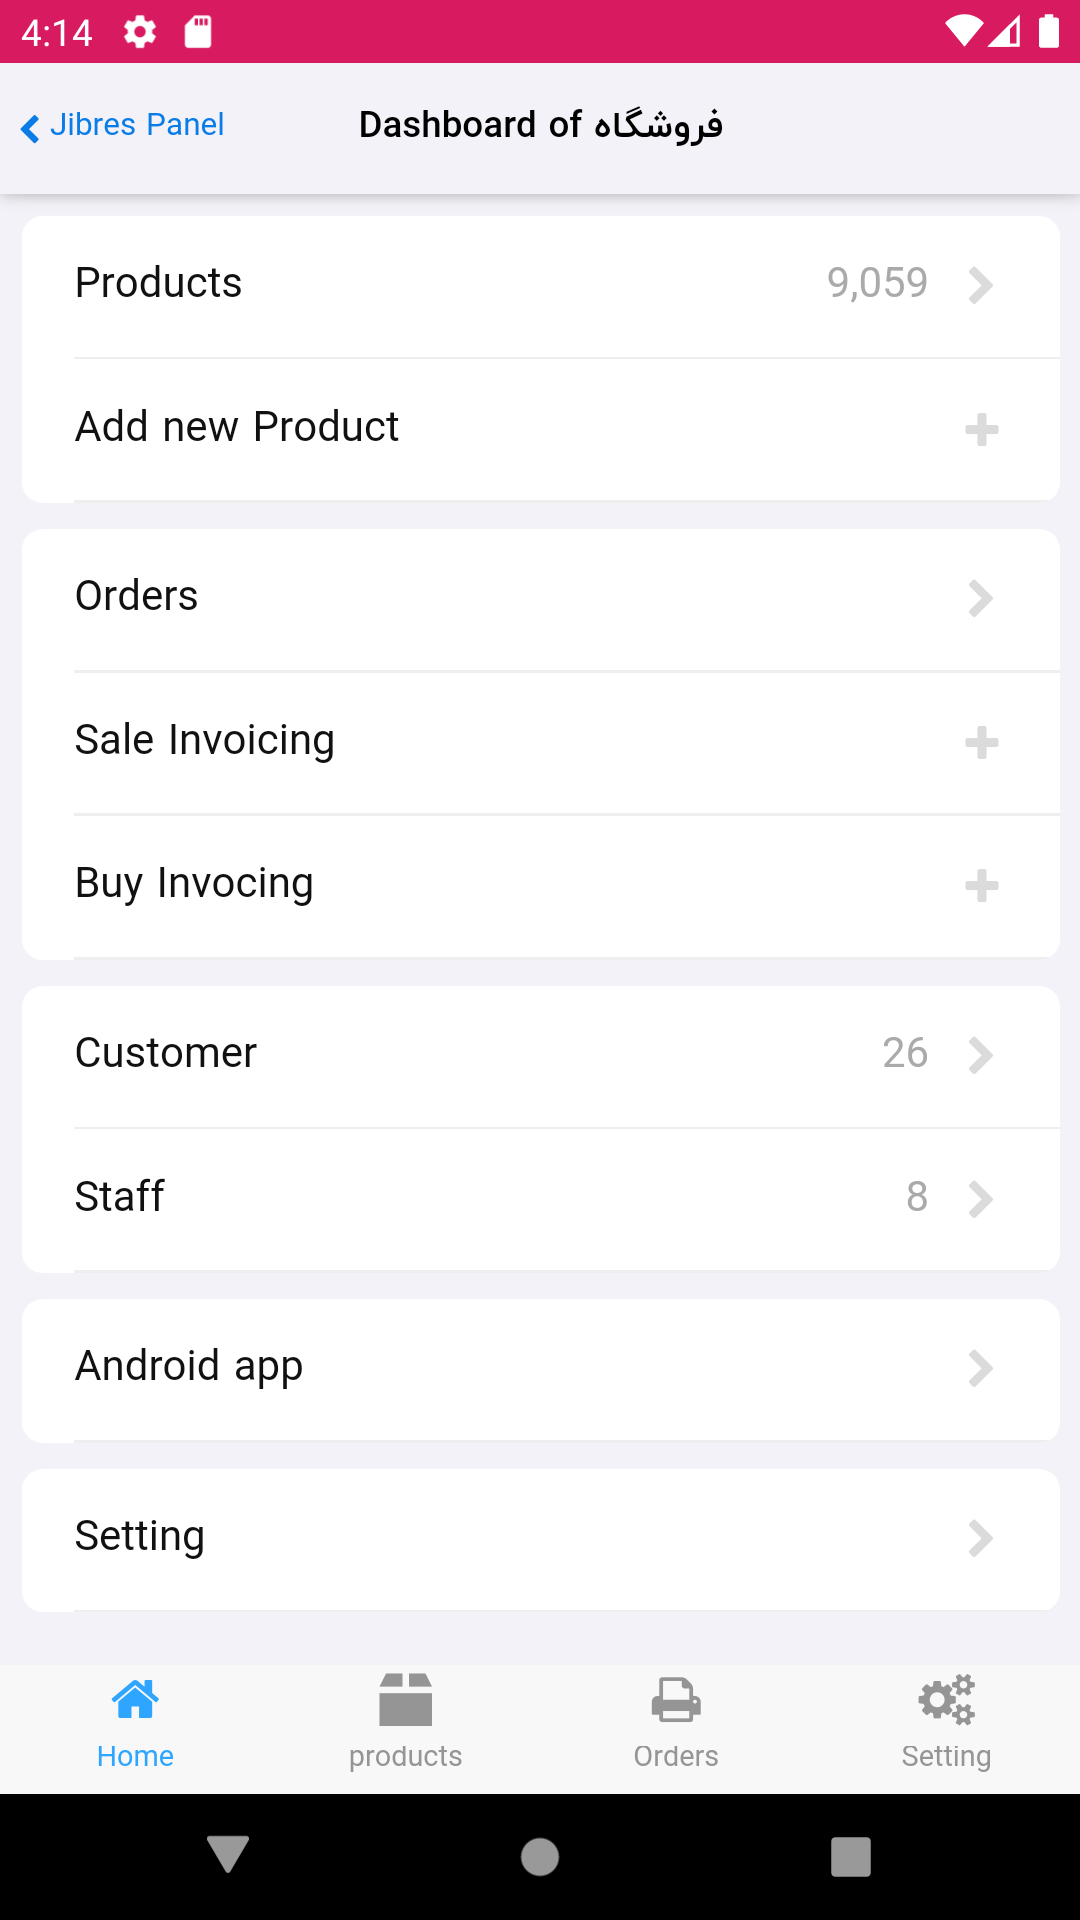 4:14
Jibres Panel
Dashboard of فروشگاه
Products 9,059
Add new Product
Orders
Sale Invoicing
Buy Invocing
Customer 26
Staff 8
Android app
Setting
Home products Orders Setting